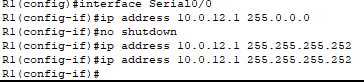 R1(config)#interface Serial0/0
R1(config-if)#ip address 10.0.12.1 255.0.0.0
R1(config-if)#no shutdown
R1(config-if)#ip address 10.0.12.1 255.255.255.252
R1(config-if)#ip address 10.0.12.1 255.255.255.252
R1(config-if)#